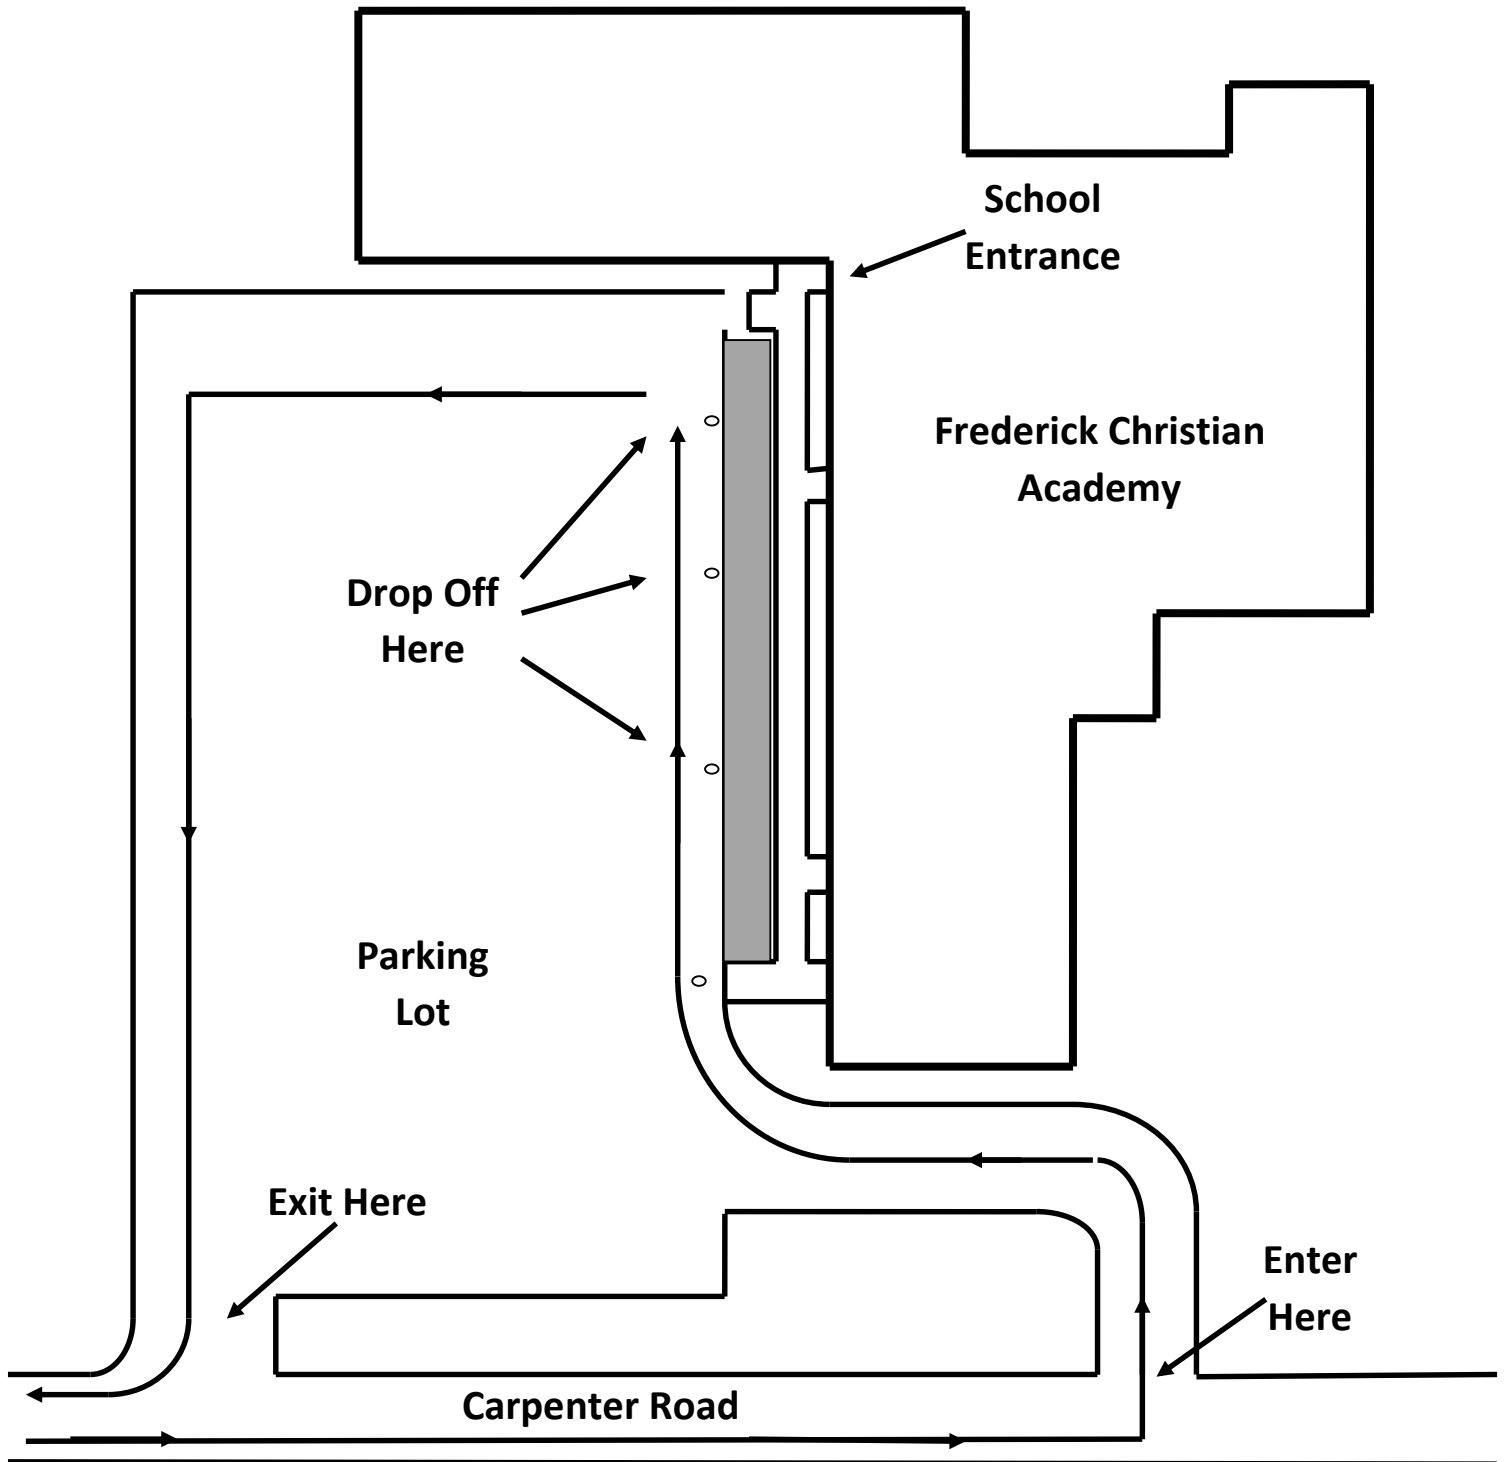 School
Entrance
Frederick Christian
Academy
Drop Off
Here
Parking
Lot
Exit Here
Enter
Here
Carpenter Road